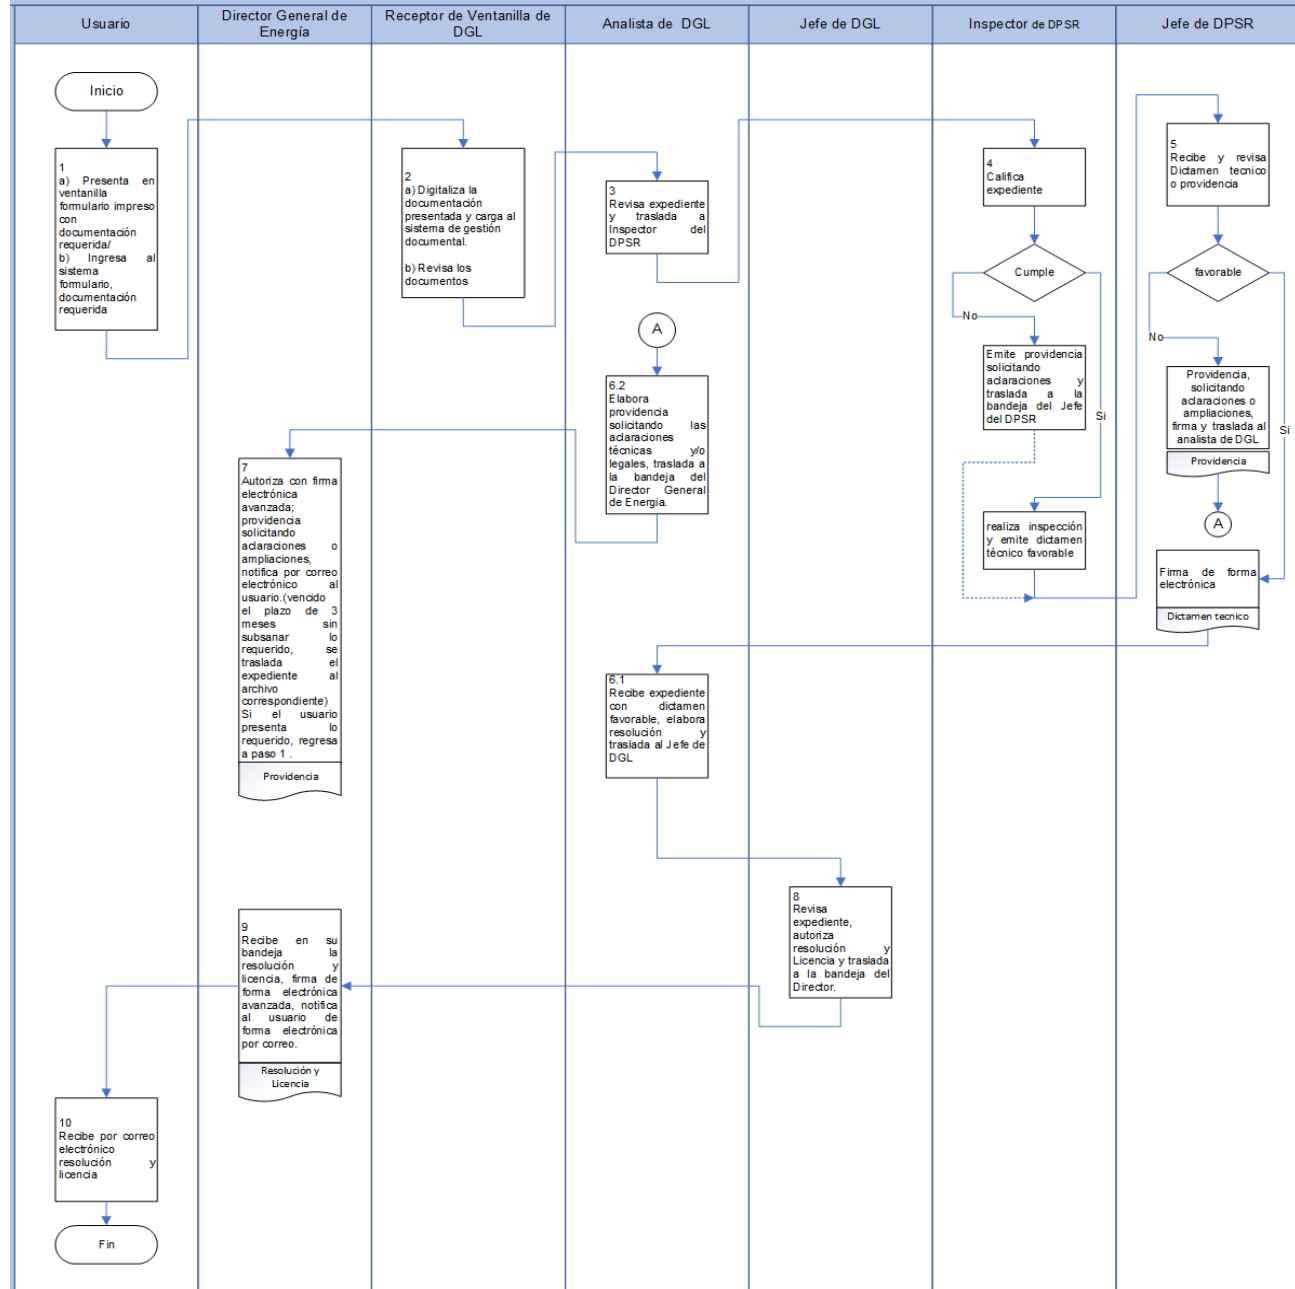 Usuario
Director General de
Energía
Receptor de Ventanilla de
DGL
Analista de DGL
Jefe de DGL
Inspector de DPSR
Jefe de DPSR
Inicio
1
a) Presenta en
ventanilla
formulario impreso
con
documentación
requerida/
b) Ingresa al
sistema
formulario,
documentación
requerida
2
a) Digitaliza la
documentación
presentada y carga al
sistema de gestión
documental.
b) Revisa los
documentos
3
Revisa expediente
y traslada a
Inspector del
DPSR
4
Califica
expediente
Cumple
No
Si
Emite providencia
solicitando
aclaraciones y
traslada a la
bandeja del Jefe
del DPSR
realiza inspección
y emite dictamen
técnico favorable
5
Recibe y revisa
Dictamen tecnico
o providencia
favorable
No
Si
Providencia,
solicitando
aclaraciones o
ampliaciones,
firma y traslada al
analista de DGL
Providencia
A
Firma de forma
electrónica
Dictamen tecnico
A
6.2
Elabora
providencia
solicitando las
aclaraciones
técnicas y/o
legales, traslada a
la bandeja del
Director General
de Energia.
7
Autoriza con firma
electrónica
avanzada;
providencia
solicitando
aclaraciones o
ampliaciones,
notifica por correo
electrónico al
usuario.(vencido
el plazo de 3
meses sin
subsanar lo
requerido, se
traslada el
expediente al
archivo
correspondiente)
Si el usuario
presenta lo
requerido, regresa
a paso 1 .
Providencia
6.1
Recibe expediente
con dictamen
favorable, elabora
resolución y
traslada al Jefe de
DGL
8
Revisa
expediente,
autoriza
resolución y
Licencia y traslada
a la bandeja del
Director.
9
Recibe en su
bandeja la
resolución y
licencia, firma de
forma electrónica
avanzada, notifica
al usuario de
forma electrónica
por correo.
Resolución y
Licencia
10
Recibe por correo
electrónico
resolución y
licencia
Fin